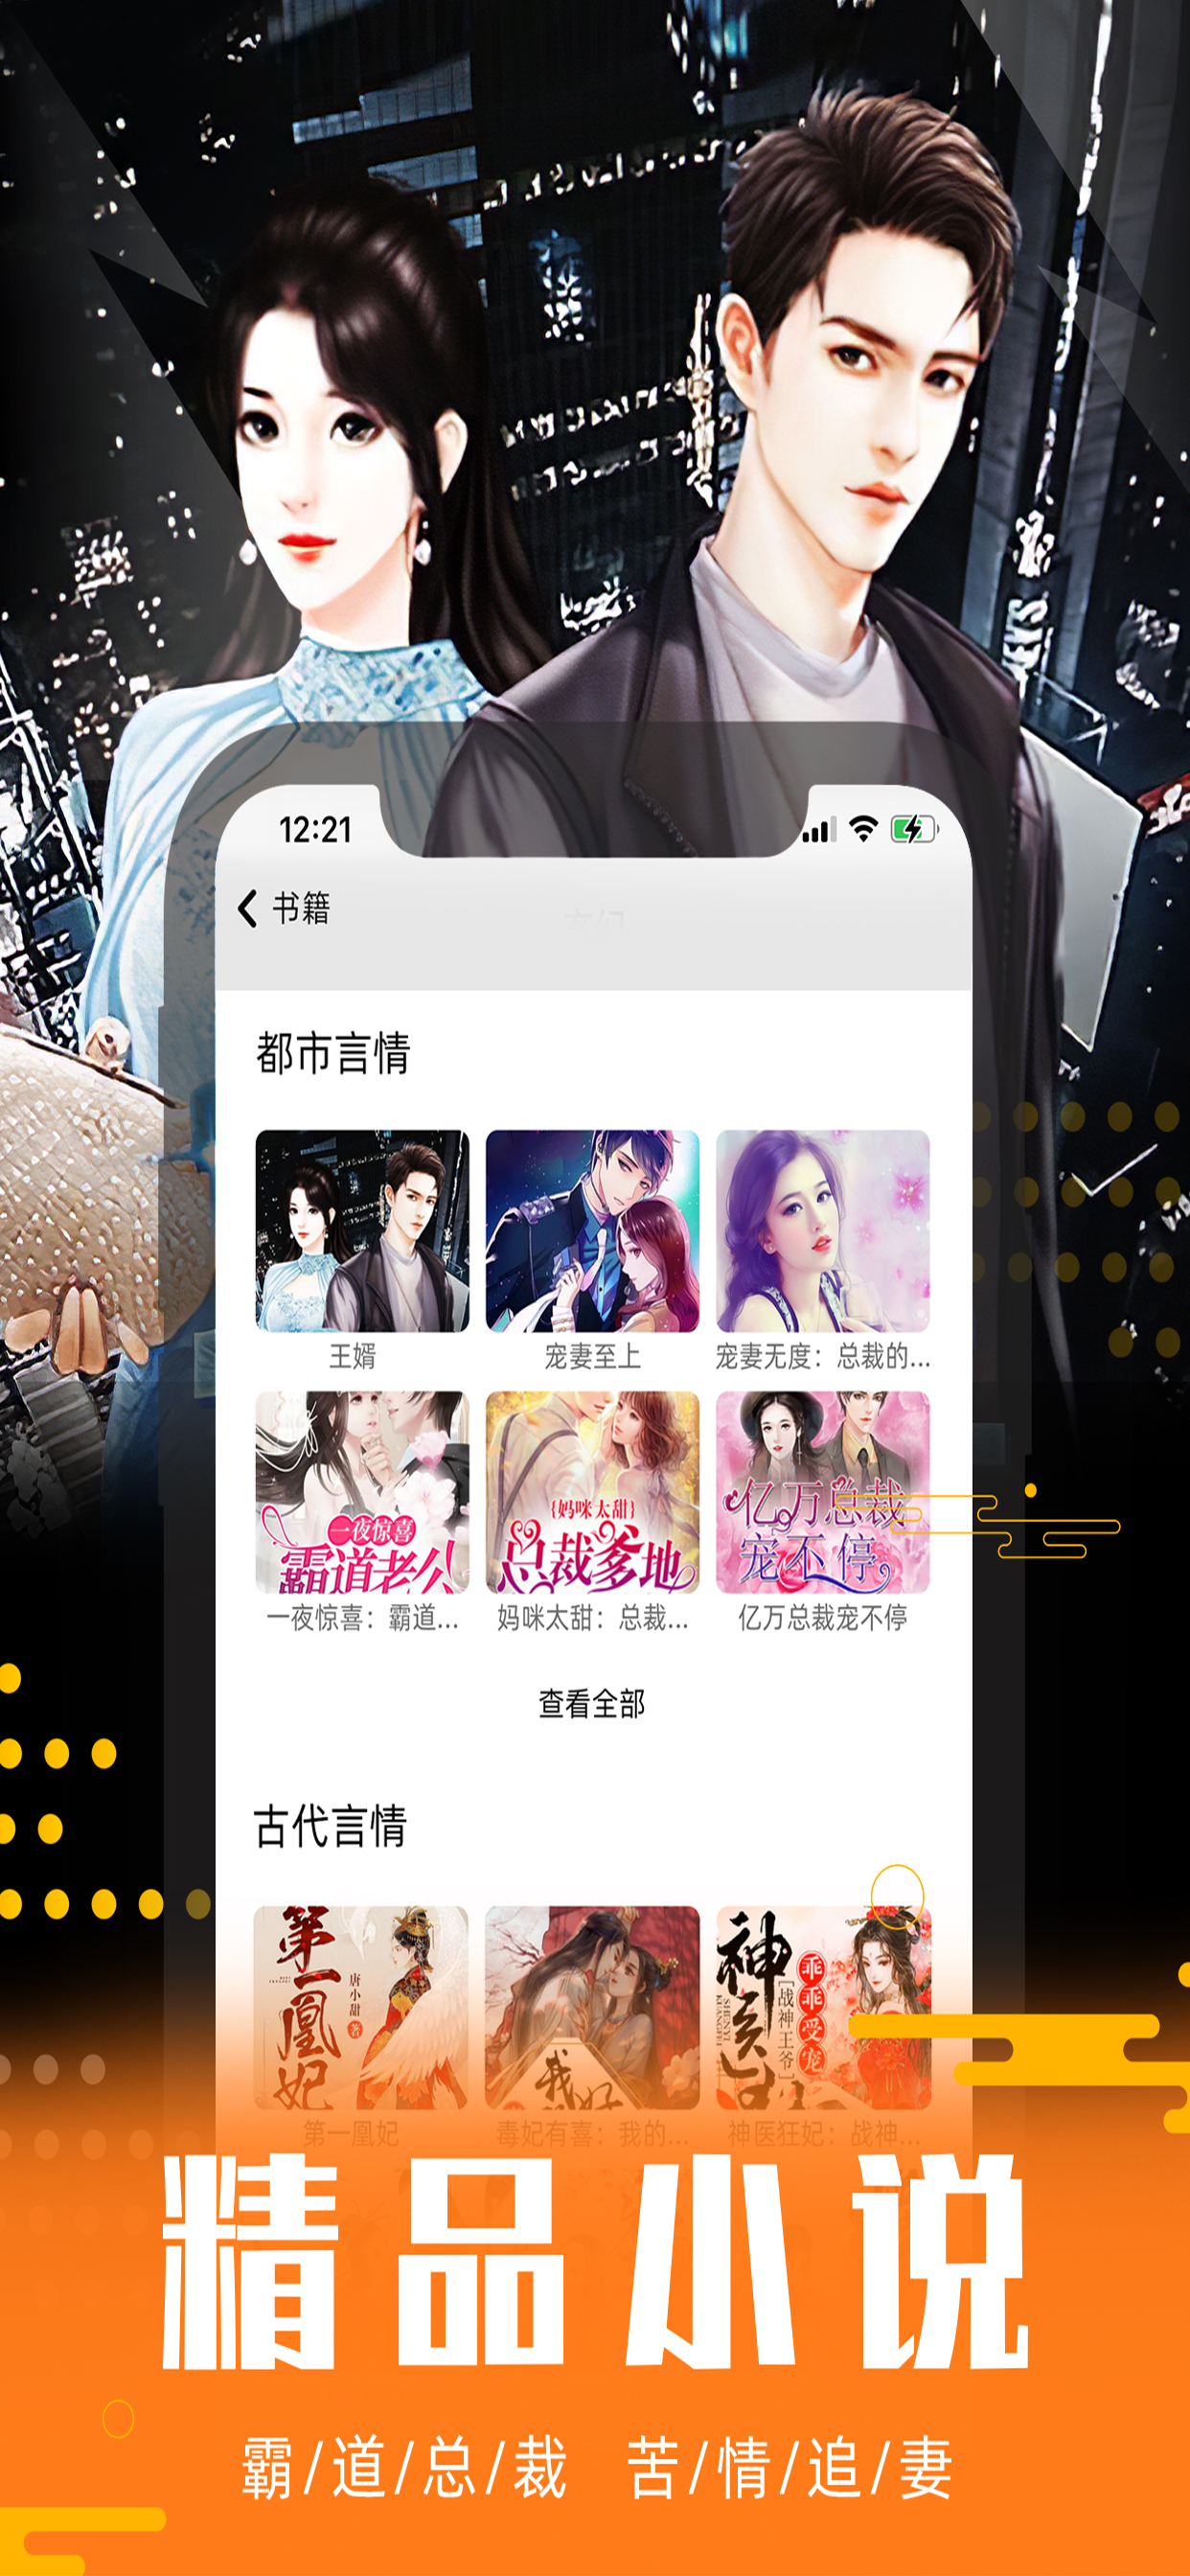 12:21
书籍
都市言情
王婿
宠妻至上
宠妻无度：总裁的...
一夜惊喜
霸道老公
{妈咪太甜}
总裁爹地
亿万总裁
宠不停
一夜惊喜：霸道...
妈咪太甜：总裁...
亿万总裁宠不停
查看全部
古代言情
第一凰妃
唐小甜 著
神医
[战神王爷]
乖乖受宠
第一凰妃
毒妃有喜：我的...
神医狂妃：战神...
精品小说
霸/道/总/裁 苦/情/追/妻